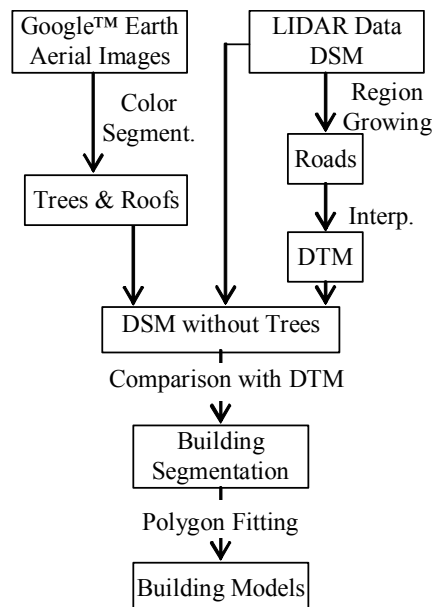 Google™ Earth
Aerial Images
LIDAR Data
DSM
Color
Segment.
Region
Growing
Roads
Trees & Roofs
Interp.
DTM
DSM without Trees
Comparison with DTM
Building
Segmentation
Polygon Fitting
Building Models